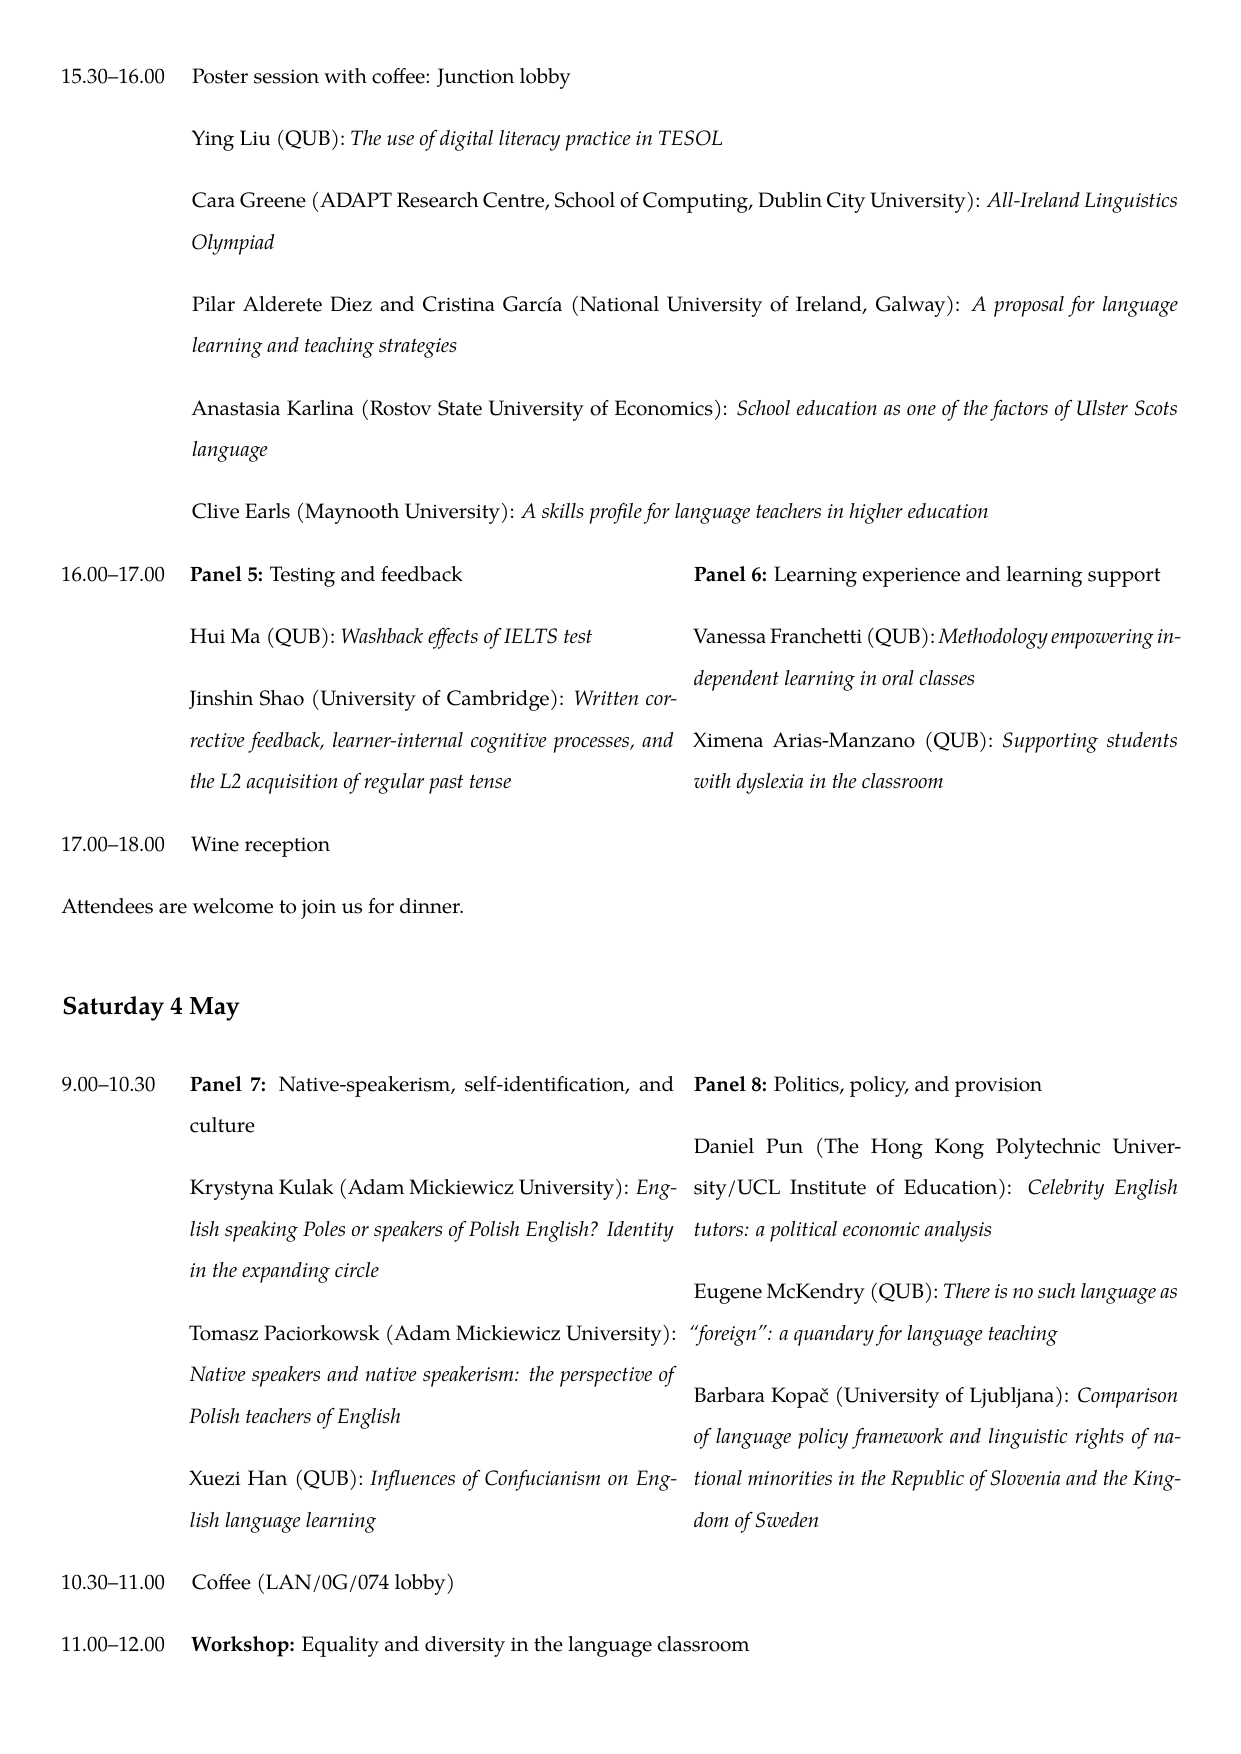 15.30–16.00 Poster session with coffee: Junction lobby
Ying Liu (QUB): The use of digital literacy practice in TESOL
Cara Greene (ADAPT Research Centre, School of Computing, Dublin City University): All-Ireland Linguistics
Olympiad
Pilar Alderete Diez and Cristina García (National University of Ireland, Galway): A proposal for language
learning and teaching strategies
Anastasia Karlina (Rostov State University of Economics): School education as one of the factors of Ulster Scots
language
Clive Earls (Maynooth University): A skills profile for language teachers in higher education
16.00–17.00 Panel 5: Testing and feedback
Hui Ma (QUB): Washback effects of IELTS test
Jinshin Shao (University of Cambridge): Written cor-
rective feedback, learner-internal cognitive processes, and
the L2 acquisition of regular past tense
Panel 6: Learning experience and learning support
Vanessa Franchetti (QUB): Methodology empowering in-
dependent learning in oral classes
Ximena Arias-Manzano (QUB): Supporting students
with dyslexia in the classroom
17.00–18.00 Wine reception
Attendees are welcome to join us for dinner.
Saturday 4 May
9.00–10.30 Panel 7: Native-speakerism, self-identification, and
culture
Krystyna Kulak (Adam Mickiewicz University): Eng-
lish speaking Poles or speakers of Polish English? Identity
in the expanding circle
Tomasz Paciorkowsk (Adam Mickiewicz University):
Native speakers and native speakerism: the perspective of
Polish teachers of English
Xuezi Han (QUB): Influences of Confucianism on Eng-
lish language learning
Panel 8: Politics, policy, and provision
Daniel Pun (The Hong Kong Polytechnic Univer-
sity/UCL Institute of Education): Celebrity English
tutors: a political economic analysis
Eugene McKendry (QUB): There is no such language as
“foreign”: a quandary for language teaching
Barbara Kopač (University of Ljubljana): Comparison
of language policy framework and linguistic rights of na-
tional minorities in the Republic of Slovenia and the King-
dom of Sweden
10.30–11.00 Coffee (LAN/0G/074 lobby)
11.00–12.00 Workshop: Equality and diversity in the language classroom